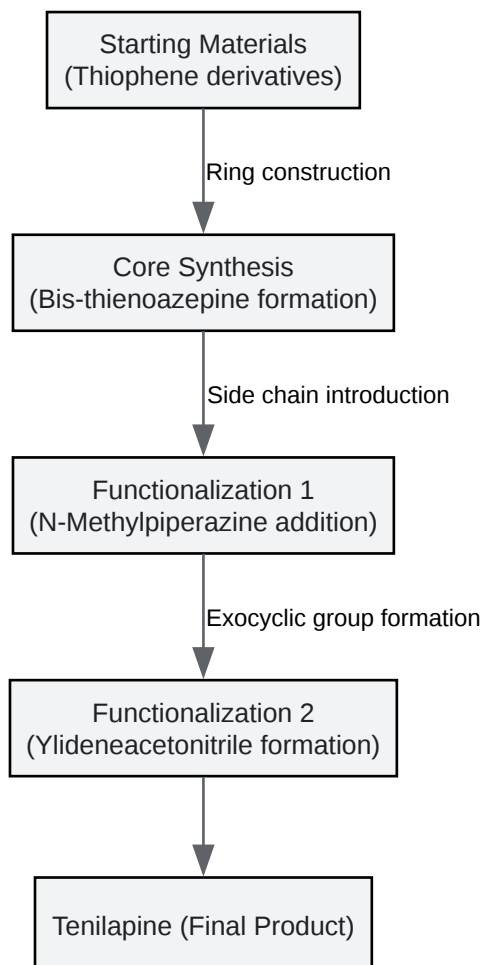 Starting Materials
(Thiophene derivatives)
Ring construction
Core Synthesis
(Bis-thienoazepine formation)
Side chain introduction
Functionalization 1
(N-Methylpiperazine addition)
Exocyclic group formation
Functionalization 2
(Ylideneacetonitrile formation)
Tenilapine (Final Product)